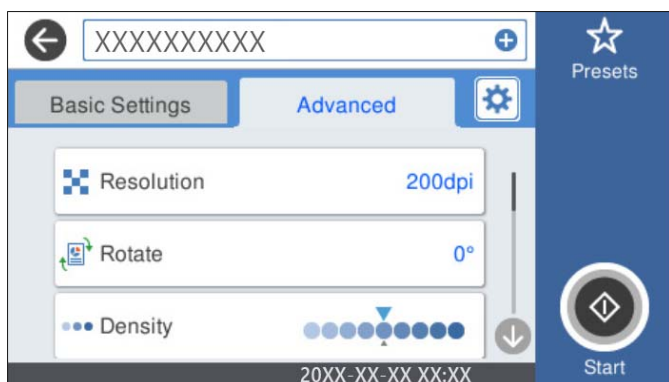 XXXXXXXXXX
Presets
Basic Settings
Advanced
Resolution 200dpi
Rotate 0°
Density
20XX-XX-XX XX:XX
Start